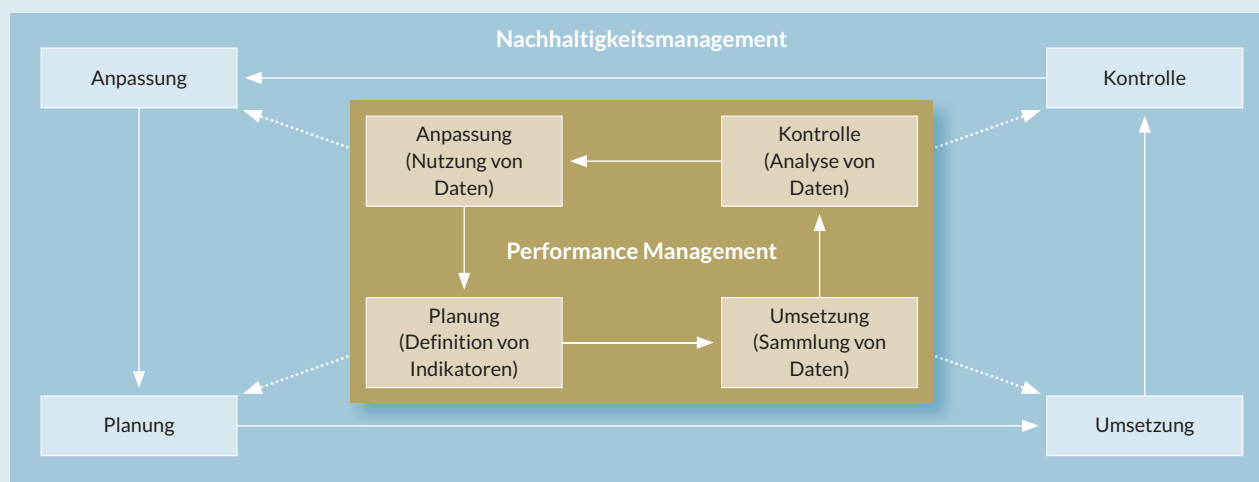 Nachhaltigkeitsmanagement
Anpassung
Kontrolle
Anpassung
(Nutzung von
Daten)
Kontrolle
(Analyse von
Daten)
Performance Management
Planung
(Definition von
Indikatoren)
Umsetzung
(Sammlung von
Daten)
Planung
Umsetzung